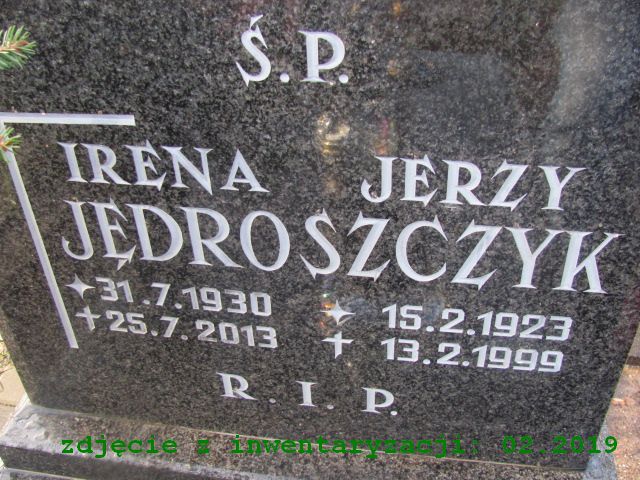 Ś.P.
IRENA JERZY
JĘDROSZCZYK
31.7.1930 15.2.1923
25.7.2013 13.2.1999
R.I.P.
zdjęcie z inwentaryzacji: 02.2019